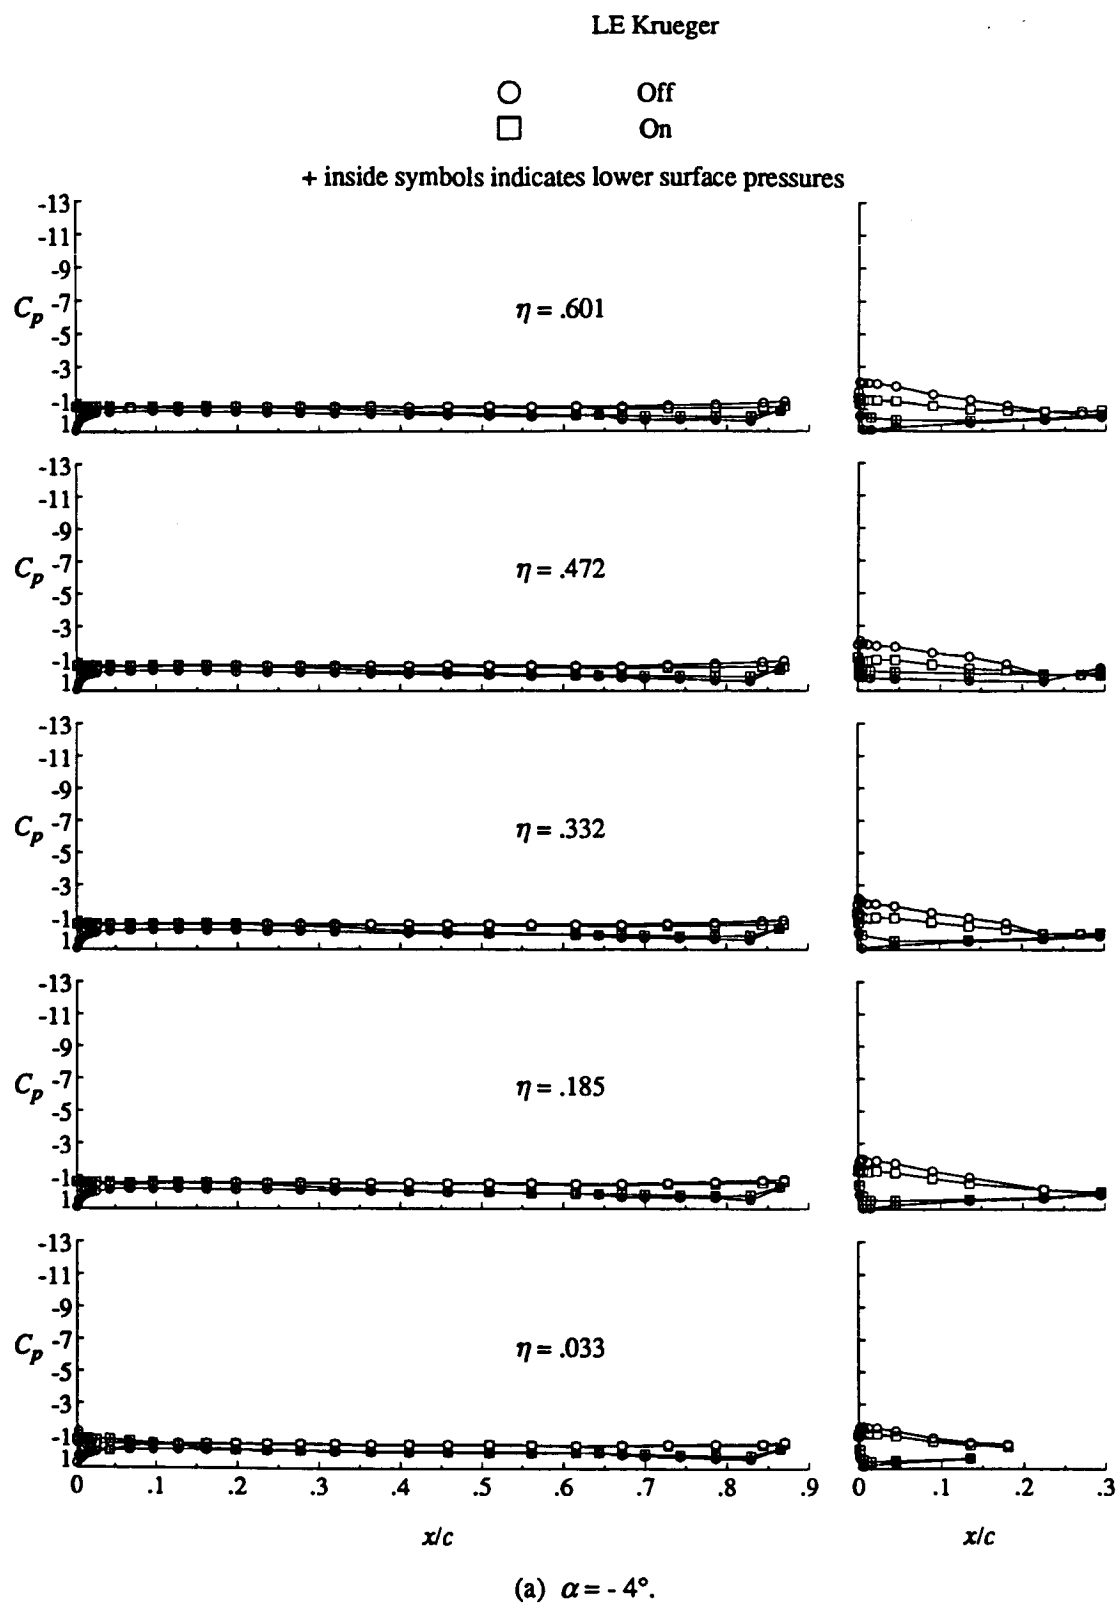 LE Krueger
Off
On
+ inside symbols indicates lower surface pressures
-13
-11
-9
-7
-5
-3
-1
1
C_p
η = .601
-13
-11
-9
-7
-5
-3
-1
1
C_p
η = .472
-13
-11
-9
-7
-5
-3
-1
1
C_p
η = .332
-13
-11
-9
-7
-5
-3
-1
1
C_p
η = .185
-13
-11
-9
-7
-5
-3
-1
1
C_p
η = .033
0 .1 .2 .3 .4 .5 .6 .7 .8 .9
0 .1 .2 .3
x/c
x/c
(a) α = - 4°.